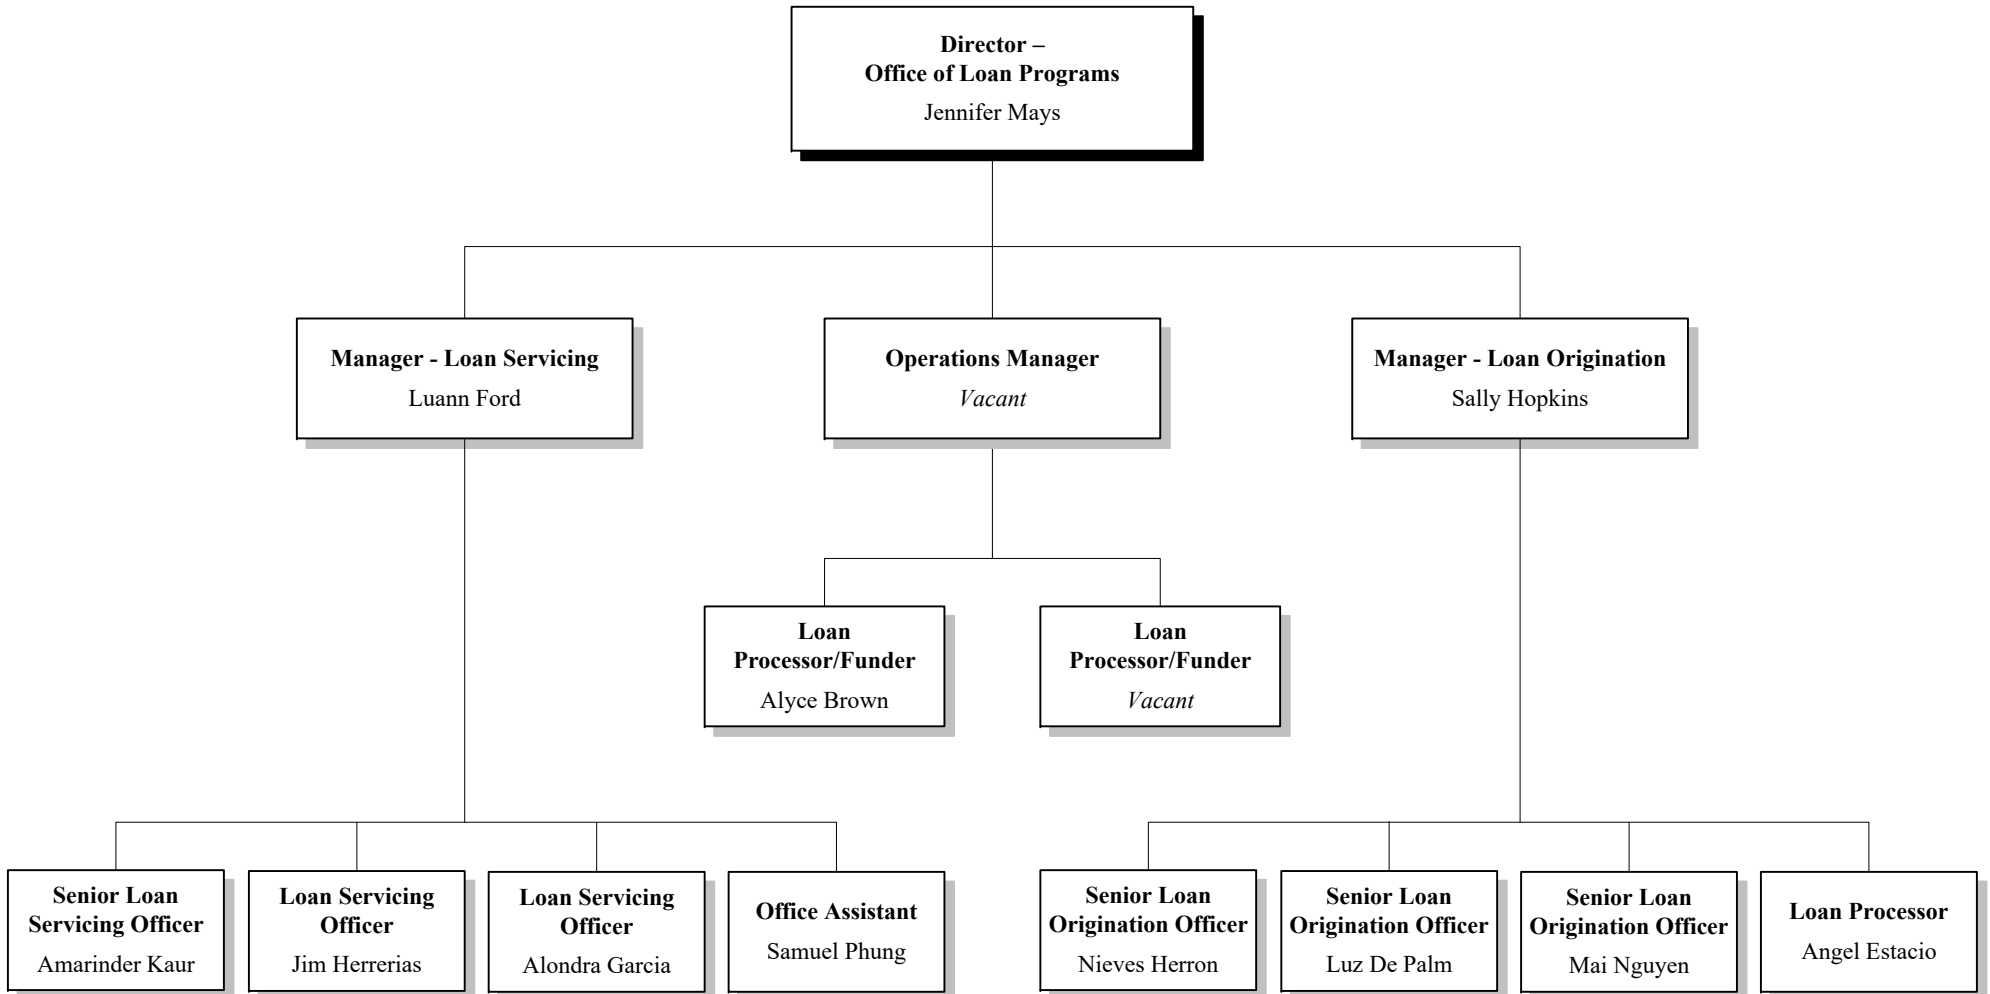 Director –
Office of Loan Programs
Jennifer Mays
Manager - Loan Servicing
Luann Ford
Operations Manager
Vacant
Manager - Loan Origination
Sally Hopkins
Loan
Processor/Funder
Alyce Brown
Loan
Processor/Funder
Vacant
Senior Loan
Servicing Officer
Amarinder Kaur
Loan Servicing
Officer
Jim Herrerias
Loan Servicing
Officer
Alondra Garcia
Office Assistant
Samuel Phung
Senior Loan
Origination Officer
Nieves Herron
Senior Loan
Origination Officer
Luz De Palm
Senior Loan
Origination Officer
Mai Nguyen
Loan Processor
Angel Estacio